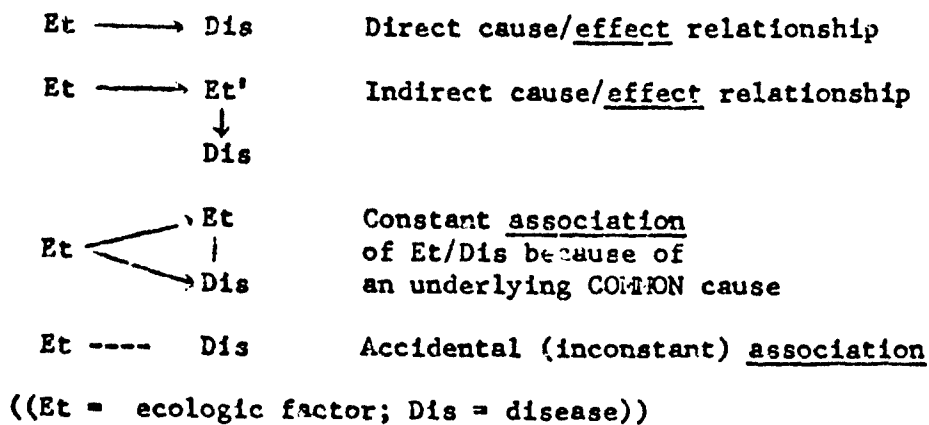 Et ⟶ Dis Direct cause/effect relationship
Et ⟶ Et' Indirect cause/effect relationship
↓
Dis
Et Constant association
Et | of Et/Dis because of
Dis an underlying COMMON cause
Et ---- Dis Accidental (inconstant) association
((Et = ecologic factor; Dis = disease))